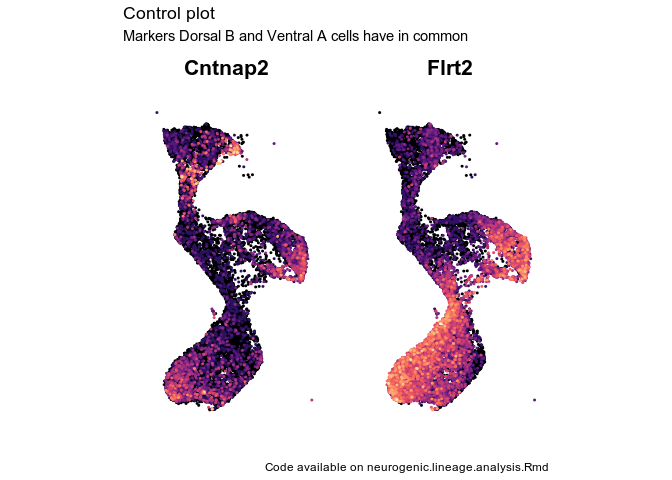 Control plot
Markers Dorsal B and Ventral A cells have in common
Cntnap2
Flrt2
Code available on neurogenic.lineage.analysis.Rmd